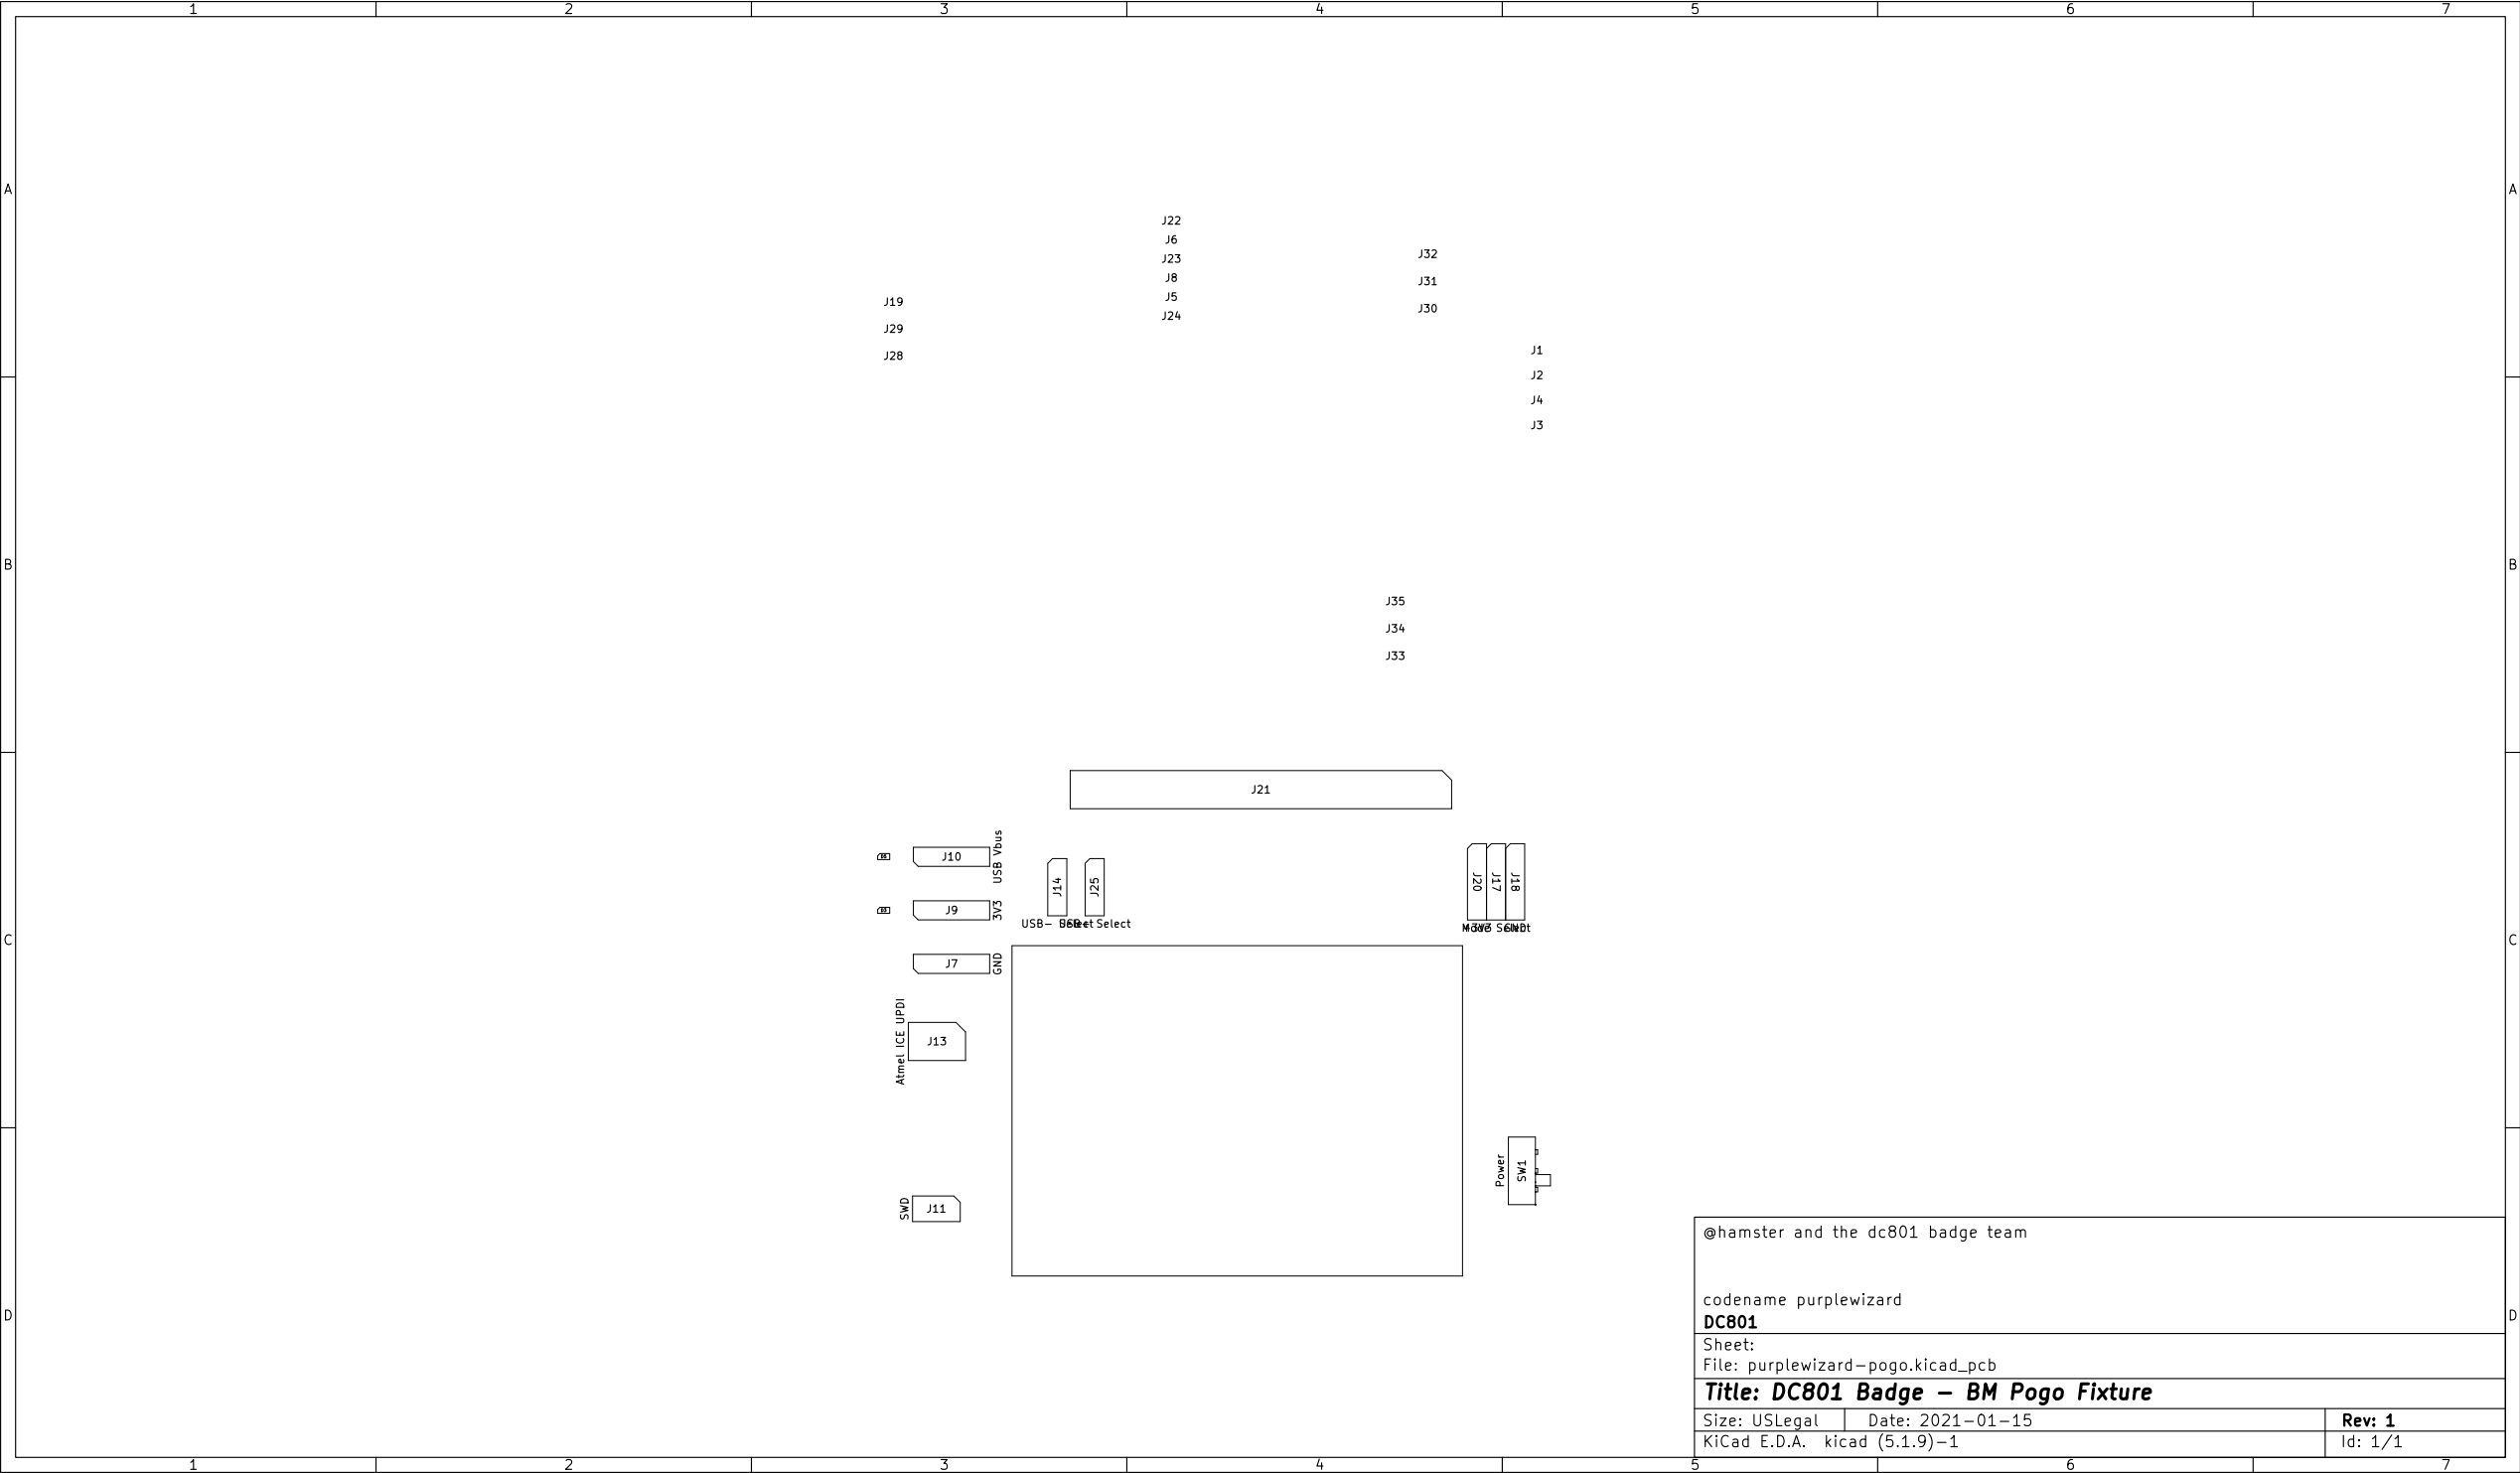 1 2 3 4 5 6 7
A A
J22
J6
J32
J23
J8
J31
J5
J19
J30
J24
J29
J1
J28
J2
J4
J3
B B
J35
J34
J33
J21
J10
USB Vbus
J14
J25
J20
J17
J18
J9
3V3
USB- Select
Select
Mode Select
GND
C C
J7
GND
Atmel ICE UPDI
J13
Power
SW1
SWD
J11
@hamster and the dc801 badge team
codename purplewizard
DC801
D D
Sheet:
File: purplewizard-pogo.kicad_pcb
Title: DC801 Badge - BM Pogo Fixture
Size: USLegal Date: 2021-01-15 Rev: 1
KiCad E.D.A. kicad (5.1.9)-1 Id: 1/1
1 2 3 4 5 6 7